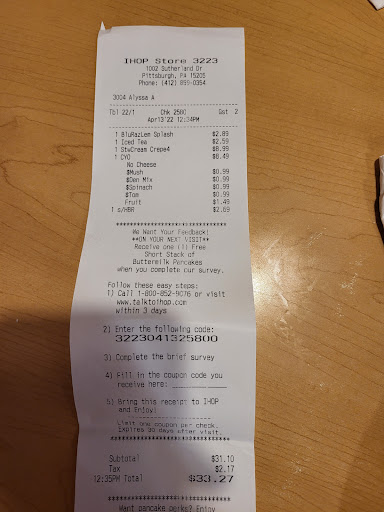 IHOP Store 3223
1002 Sutherland Dr
Pittsburgh, PA 15205
Phone: (412) 859-0354
3004 Alyssa A
Tbl 22/1 Chk 2580 Gst 2
Apr13'22 12:34PM
1 BluRazLem Splash $2.89
1 Iced Tea $2.59
1 StwCream Crepe4 $8.99
1 CYO $8.49
No Cheese
$Mush $0.99
$Den Mix $0.99
$Spinach $0.99
$Tom $0.99
Fruit $1.49
1 s/HBR $2.69
****************************
We Want Your Feedback!
**ON YOUR NEXT VISIT**
Receive one (1) Free
Short Stack of
Buttermilk Pancakes
when you complete our survey.
Follow these easy steps:
1) Call 1-800-852-9076 or visit
www.talktoihop.com
within 3 days
2) Enter the following code:
3223041325800
3) Complete the brief survey
4) Fill in the coupon code you
receive here: ____________
5) Bring this receipt to IHOP
and Enjoy!
Limit one coupon per check.
Expires 30 days after visit.
****************************
Subtotal $31.10
Tax $2.17
12:35PM Total $33.27
****************************
Want pancake perks? Enjoy